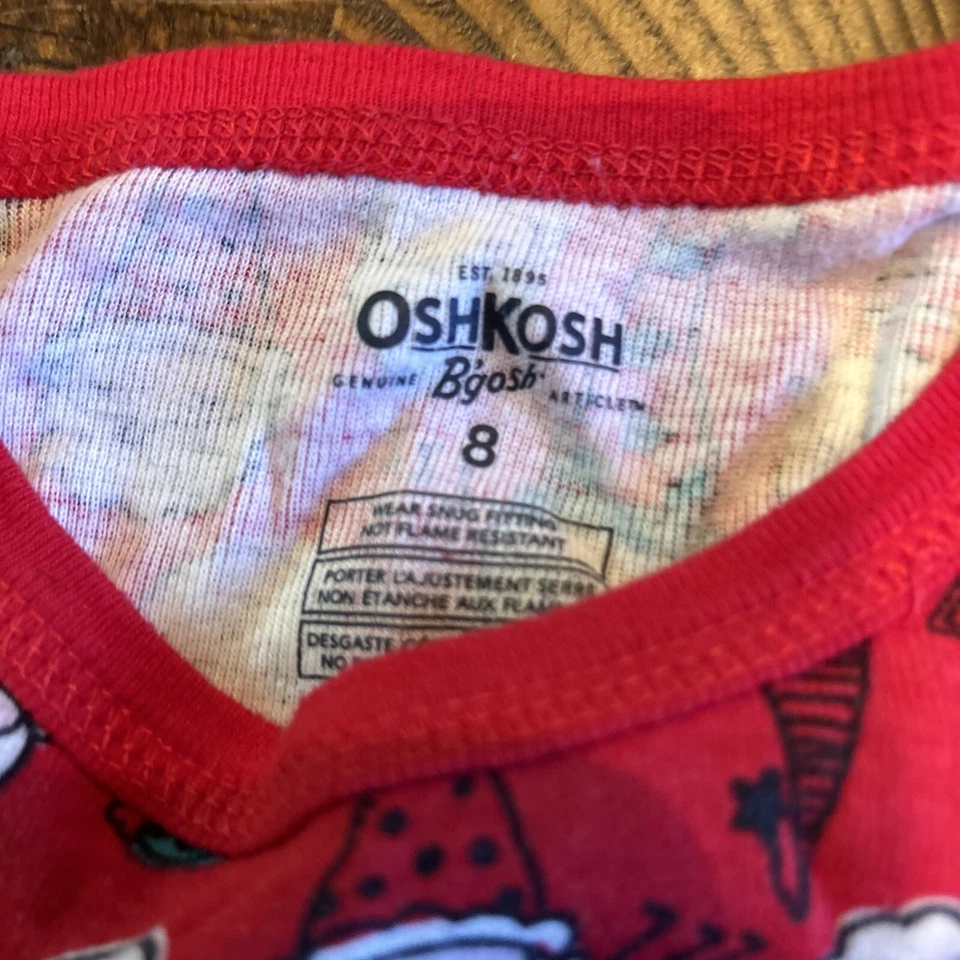 EST. 1895
OSHKOSH
GENUINE B'gosh ARTICLE™
8
WEAR SNUG FITTING
NOT FLAME RESISTANT
PORTER L'AJUSTEMENT SERRÉ
NON ÉTANCHE AUX
DESGASTE
NO